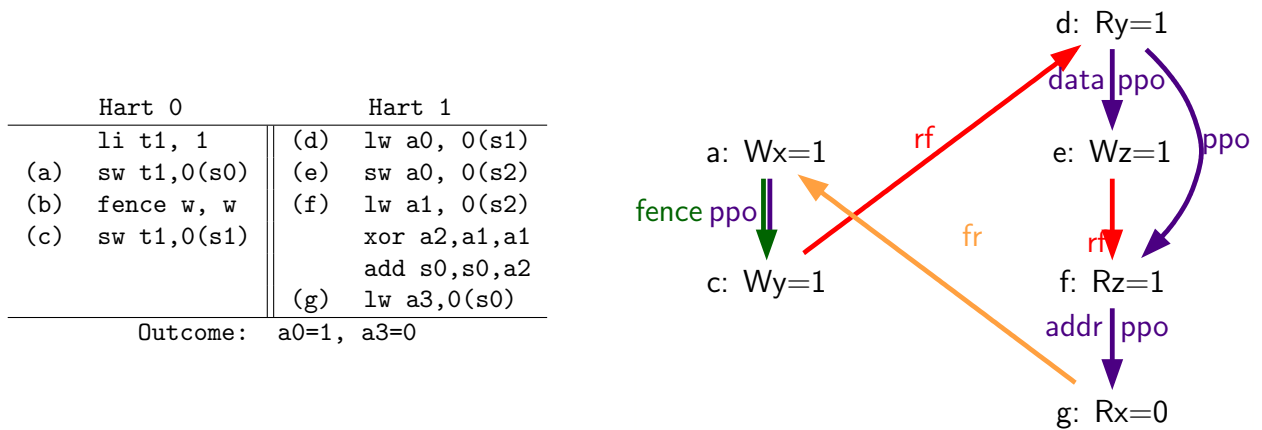 Hart 0 Hart 1
li t1, 1 (d) lw a0, 0(s1)
(a) sw t1,0(s0) (e) sw a0, 0(s2)
(b) fence w, w (f) lw a1, 0(s2)
(c) sw t1,0(s1) xor a2,a1,a1
add s0,s0,a2
(g) lw a3,0(s0)
Outcome: a0=1, a3=0
d: Ry=1
data ppo
rf
ppo
a: Wx=1
e: Wz=1
fence ppo
fr
rf
c: Wy=1
f: Rz=1
addr ppo
g: Rx=0